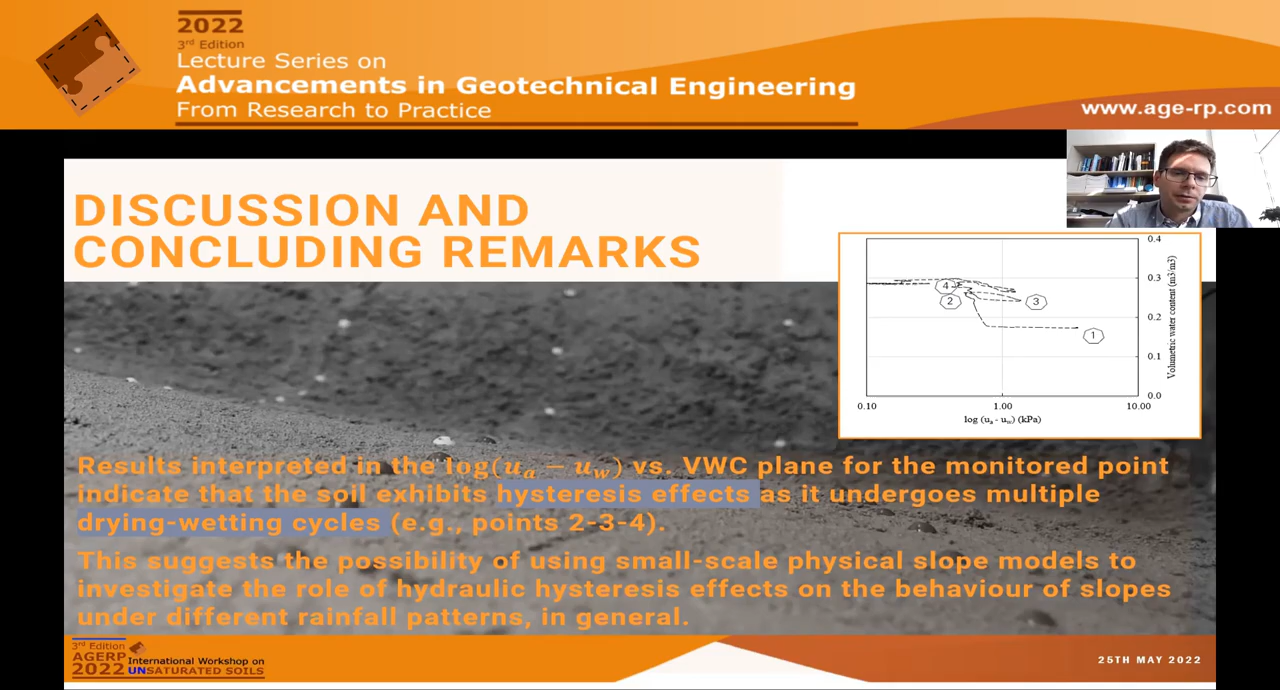 2022
3rd Edition
Lecture Series on
Advancements in Geotechnical Engineering
From Research to Practice
www.age-rp.com
DISCUSSION AND
CONCLUDING REMARKS
0.4
0.3
0.2
0.1
0.0
Volumetric water content (m3/m3)
4
2
3
1
0.10
1.00
10.00
log (ua - uw) (kPa)
Results interpreted in the log(ua − uw) vs. VWC plane for the monitored point
indicate that the soil exhibits hysteresis effects as it undergoes multiple
drying-wetting cycles (e.g., points 2-3-4).
This suggests the possibility of using small-scale physical slope models to
investigate the role of hydraulic hysteresis effects on the behaviour of slopes
under different rainfall patterns, in general.
3rd Edition
AGERP
2022
International Workshop on
UNSATURATED SOILS
25TH MAY 2022